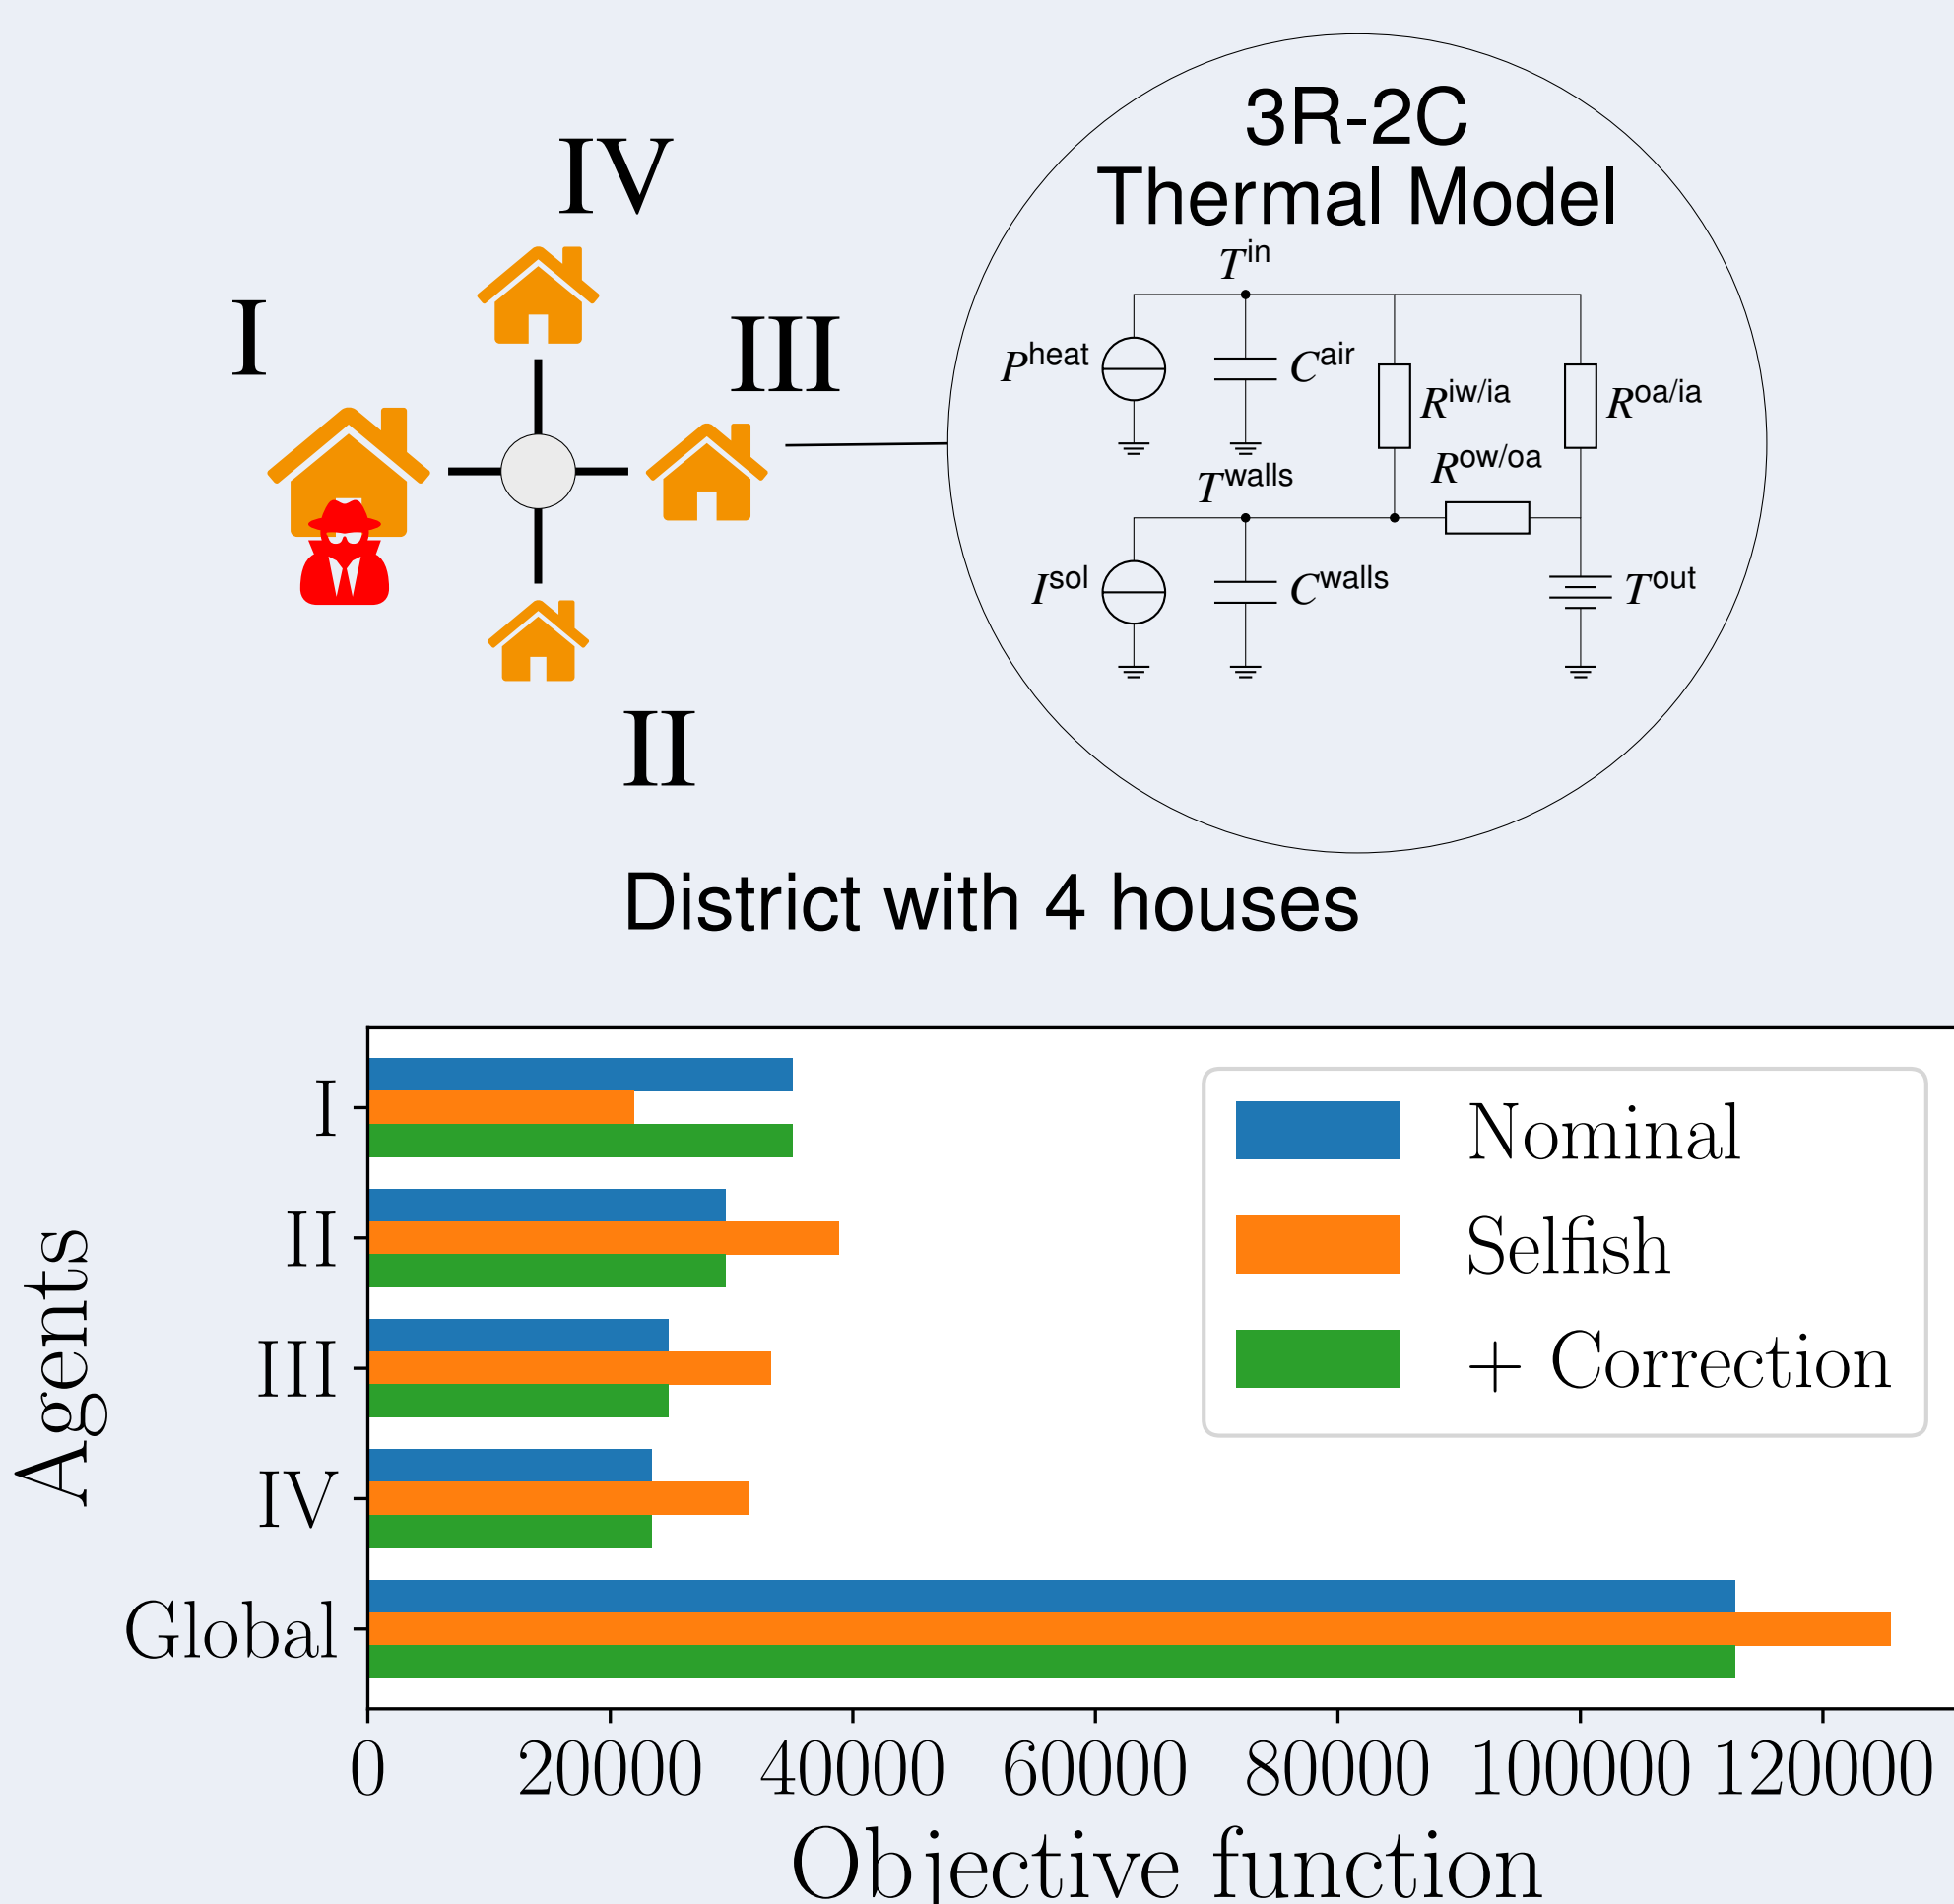 IV
I
III
II
3R-2C
Thermal Model
T^in
P^heat
C^air
R^iw/ia
R^oa/ia
R^ow/oa
T^walls
I^sol
C^walls
T^out
District with 4 houses
Agents
I
II
III
IV
Global
Nominal
Selfish
+ Correction
0 20000 40000 60000 80000 100000 120000
Objective function